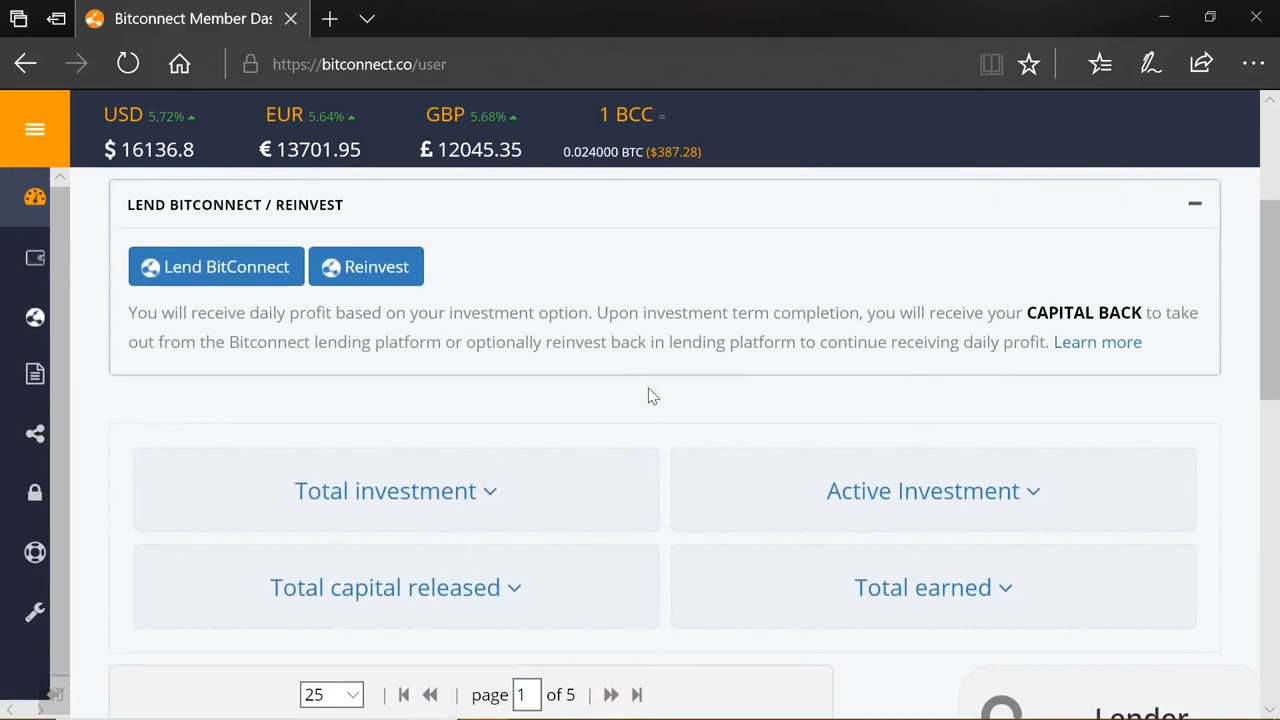 Bitconnect Member Das
https://bitconnect.co/user
USD 5.72% EUR 5.64% GBP 5.68% 1 BCC =
$ 16136.8 € 13701.95 £ 12045.35 0.024000 BTC ($387.28)
LEND BITCONNECT / REINVEST
Lend BitConnect Reinvest
You will receive daily profit based on your investment option. Upon investment term completion, you will receive your CAPITAL BACK to take
out from the Bitconnect lending platform or optionally reinvest back in lending platform to continue receiving daily profit. Learn more
Total investment Active Investment
Total capital released Total earned
25 | page 1 of 5 |
Lender